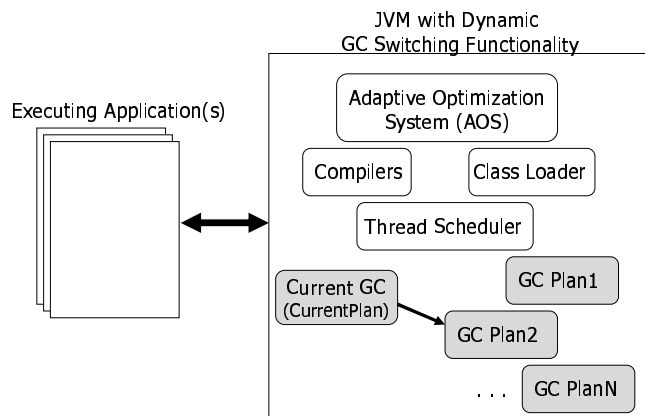 JVM with Dynamic
GC Switching Functionality
Executing Application(s)
Adaptive Optimization
System (AOS)
Compilers
Class Loader
Thread Scheduler
Current GC
(CurrentPlan)
GC Plan1
GC Plan2
. . .
GC PlanN